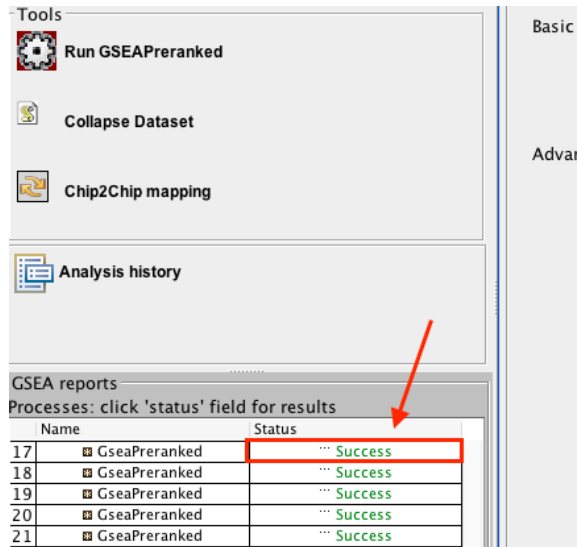 Tools
Run GSEAPreranked
Collapse Dataset
Chip2Chip mapping
Analysis history
GSEA reports
Processes: click 'status' field for results
Name Status
17 GseaPreranked ... Success
18 GseaPreranked ... Success
19 GseaPreranked ... Success
20 GseaPreranked ... Success
21 GseaPreranked ... Success
Basic
Advar